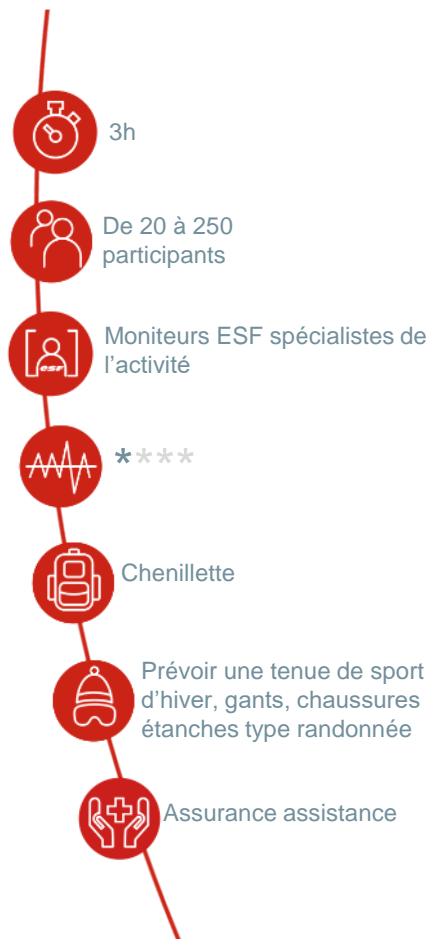 3h
De 20 à 250
participants
Moniteurs ESF spécialistes de
l'activité
esf
****
Chenillette
Prévoir une tenue de sport
d'hiver, gants, chaussures
étanches type randonnée
Assurance assistance